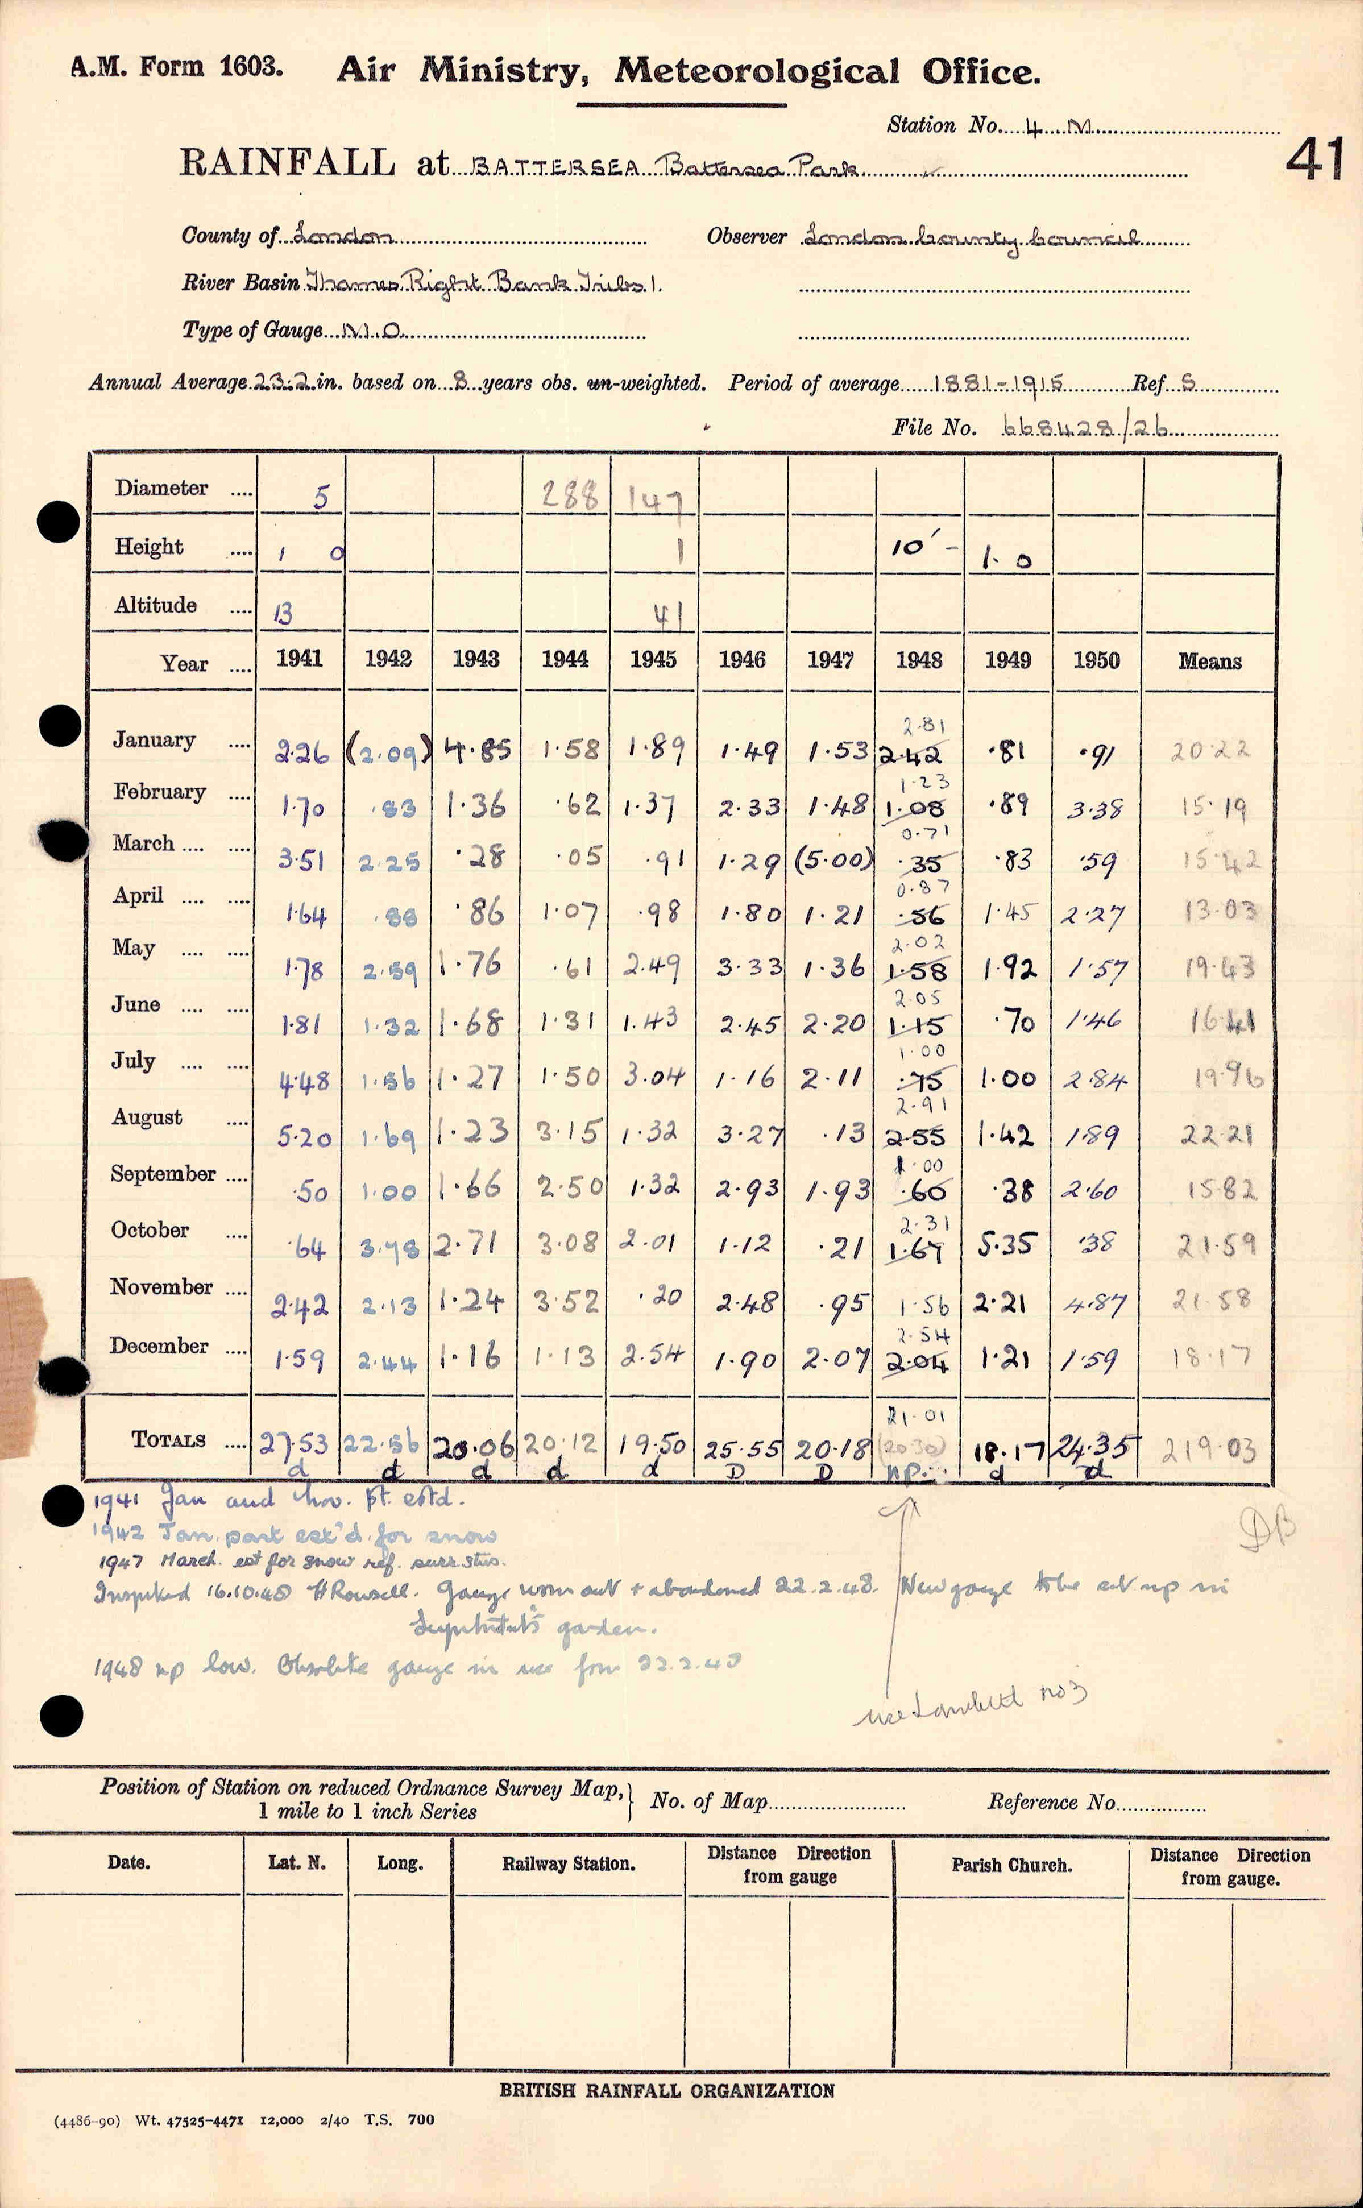 A.M. Form 1603. Air Ministry, Meteorological Office.
Station No. 4 M
41
RAINFALL at BATTERSEA Battersea Park
County of London Observer London County Council
River Basin Thames Right Bank Tribs 1.
Type of Gauge M.O.
Annual Average 23.2 in. based on 8 years obs. un-weighted. Period of average 1881-1915 Ref S
File No. 668428/26
Diameter .... 5 288 147
Height .... 1 0 1 10' - 1. 0
Altitude .... 13 41
Year .... 1941 1942 1943 1944 1945 1946 1947 1948 1949 1950 Means
2.81
January .... 2.26 (2.09) 4.85 1.58 1.89 1.49 1.53 2.42 .81 .91 20.22
1.23
February .... 1.70 .83 1.36 .62 1.37 2.33 1.48 1.08 .89 3.38 15.19
0.71
March .... .... 3.51 2.25 .28 .05 .91 1.29 (5.00) .35 .83 .59 15.42
0.87
April .... .... 1.64 .88 .86 1.07 .98 1.80 1.21 .56 1.45 2.27 13.03
2.02
May .... .... 1.78 2.59 1.76 .61 2.49 3.33 1.36 1.58 1.92 1.57 19.43
2.05
June .... .... 1.81 1.32 1.68 1.31 1.43 2.45 2.20 1.15 .70 1.46 16.41
1.00
July .... .... 4.48 1.56 1.27 1.50 3.04 1.16 2.11 .75 1.00 2.84 19.96
2.91
August .... 5.20 1.69 1.23 3.15 1.32 3.27 .13 2.55 1.42 1.89 22.21
1.00
September .... .50 1.00 1.66 2.50 1.32 2.93 1.93 .60 .38 2.60 15.82
2.31
October .... .64 3.78 2.71 3.08 2.01 1.12 .21 1.67 5.35 .38 21.59
November .... 2.42 2.13 1.24 3.52 .20 2.48 .95 1.56 2.21 4.87 21.58
2.54
December .... 1.59 2.44 1.16 1.13 2.54 1.90 2.07 2.04 1.21 1.59 18.17
21.01
TOTALS .... 27.53 22.56 20.06 20.12 19.50 25.55 20.18 (20.30) 18.17 24.35 219.03
d d d d d D D np. d d
1941 Jan and Nov. pt. estd.
DB
1942 Jan. part est'd for snow
1947 March. est for snow ref. surr. stns.
Inspected 16.10.48 H Rowsell. Gauge worn out + abandoned 22.2.48. New gauge to be set up in
Supt's garden.
1948 np low. Obsolete gauge in use from 22.2.48
use Lambeth no 3
Position of Station on reduced Ordnance Survey Map, 1 mile to 1 inch Series } No. of Map Reference No.
Date. Lat. N. Long. Railway Station. Distance Direction from gauge Parish Church. Distance Direction from gauge.
BRITISH RAINFALL ORGANIZATION
(4486-90) Wt. 47525-4471 12,000 2/40 T.S. 700